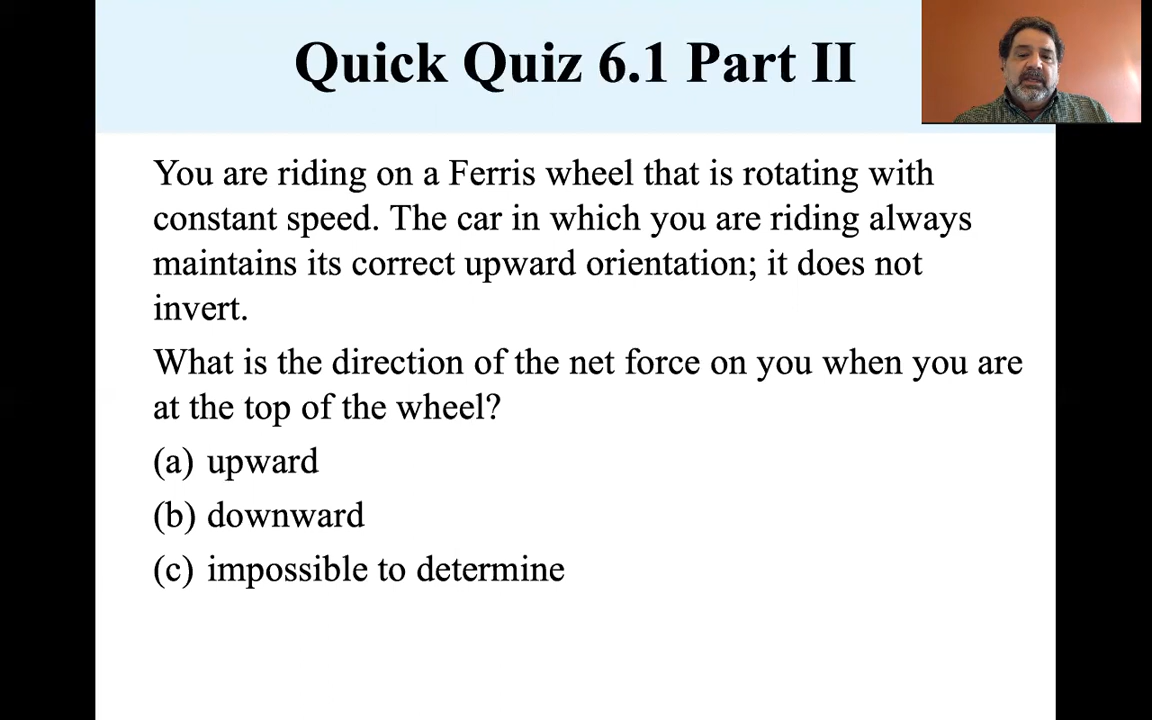 Quick Quiz 6.1 Part II
You are riding on a Ferris wheel that is rotating with
constant speed. The car in which you are riding always
maintains its correct upward orientation; it does not
invert.
What is the direction of the net force on you when you are
at the top of the wheel?
(a) upward
(b) downward
(c) impossible to determine